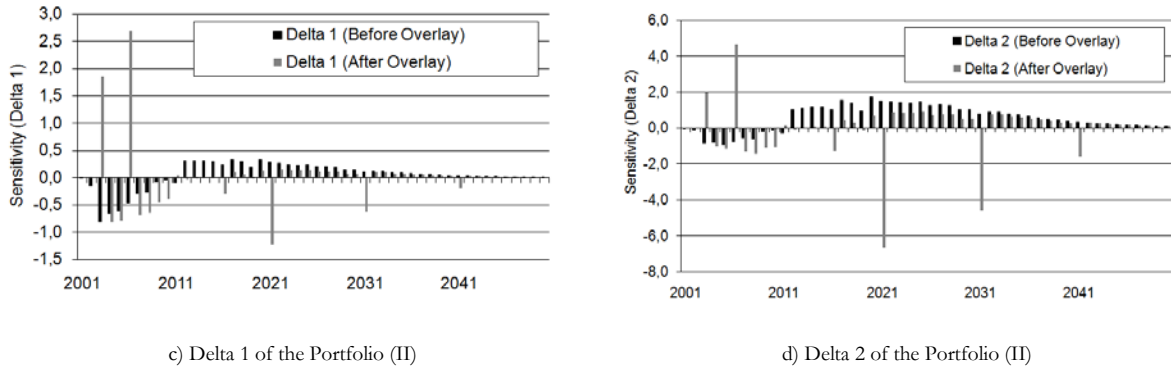 3,0
2,5
2,0
1,5
1,0
0,5
0,0
-0,5
-1,0
-1,5
Sensitivity (Delta 1)
Delta 1 (Before Overlay)
Delta 1 (After Overlay)
2001 2011 2021 2031 2041
c) Delta 1 of the Portfolio (II)
6,0
4,0
2,0
0,0
-2,0
-4,0
-6,0
-8,0
Sensitivity (Delta 2)
Delta 2 (Before Overlay)
Delta 2 (After Overlay)
2001 2011 2021 2031 2041
d) Delta 2 of the Portfolio (II)